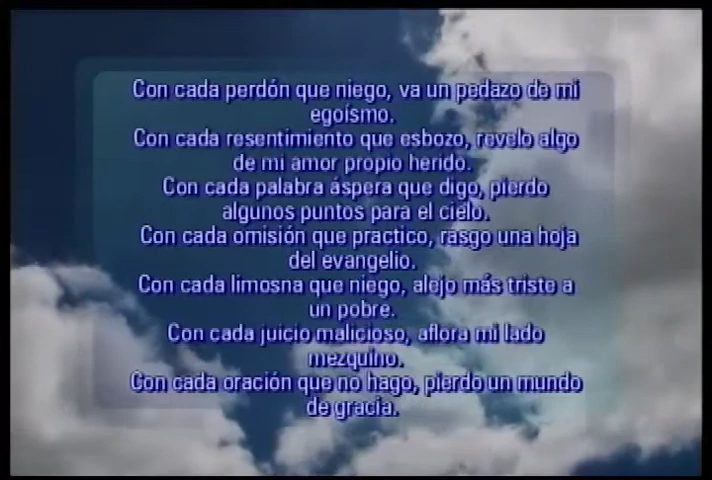 Con cada perdón que niego, va un pedazo de mi
egoísmo.
Con cada resentimiento que esbozo, revelo algo
de mi amor propio herido.
Con cada palabra áspera que digo, pierdo
algunos puntos para el cielo.
Con cada omisión que practico, rasgo una hoja
del evangelio.
Con cada limosna que niego, alejo más triste a
un pobre.
Con cada juicio malicioso, aflora mi lado
mezquino.
Con cada oración que no hago, pierdo un mundo
de gracia.